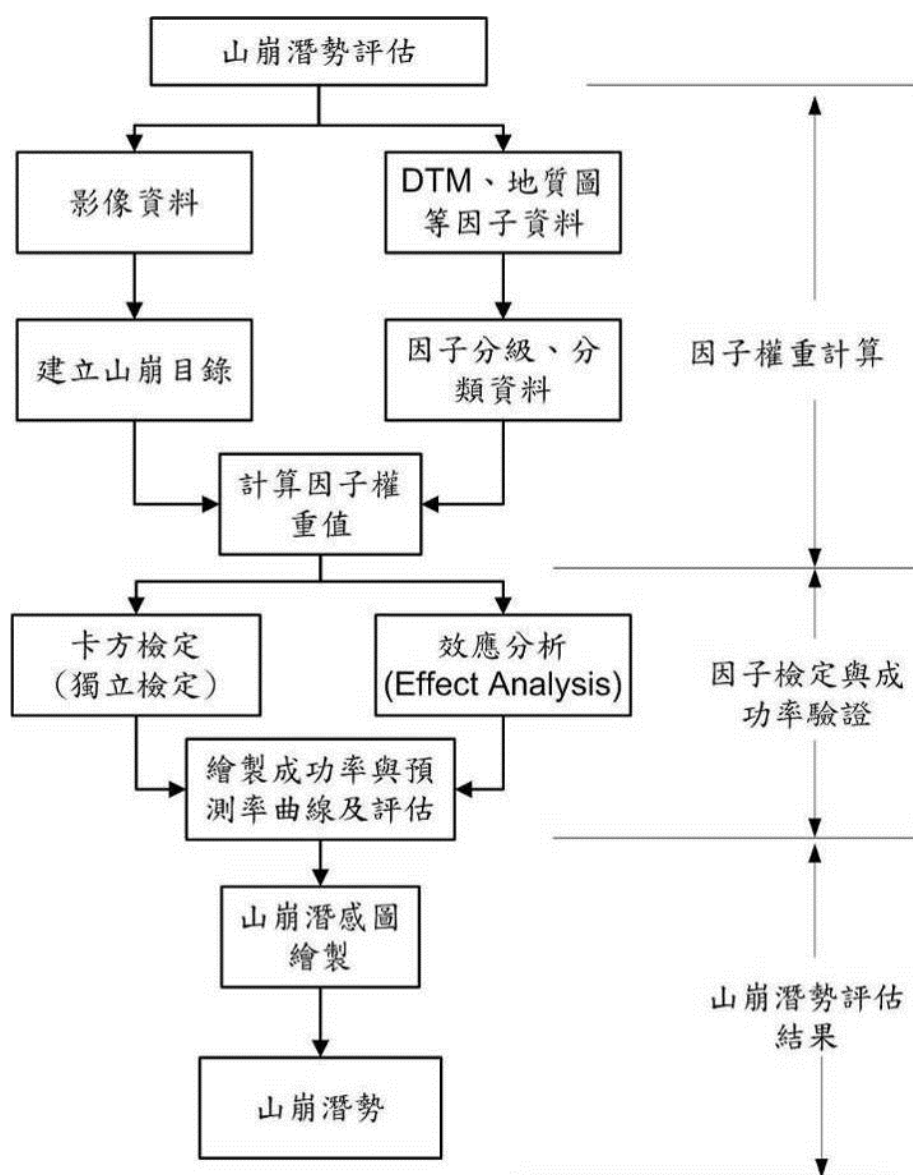 山崩潛勢評估
影像資料
DTM、地質圖
等因子資料
建立山崩目錄
因子分級、分
類資料
因子權重計算
計算因子權
重值
卡方檢定
（獨立檢定）
效應分析
(Effect Analysis)
因子檢定與成
功率驗證
繪製成功率與預
測率曲線及評估
山崩潛感圖
繪製
山崩潛勢評估
結果
山崩潛勢